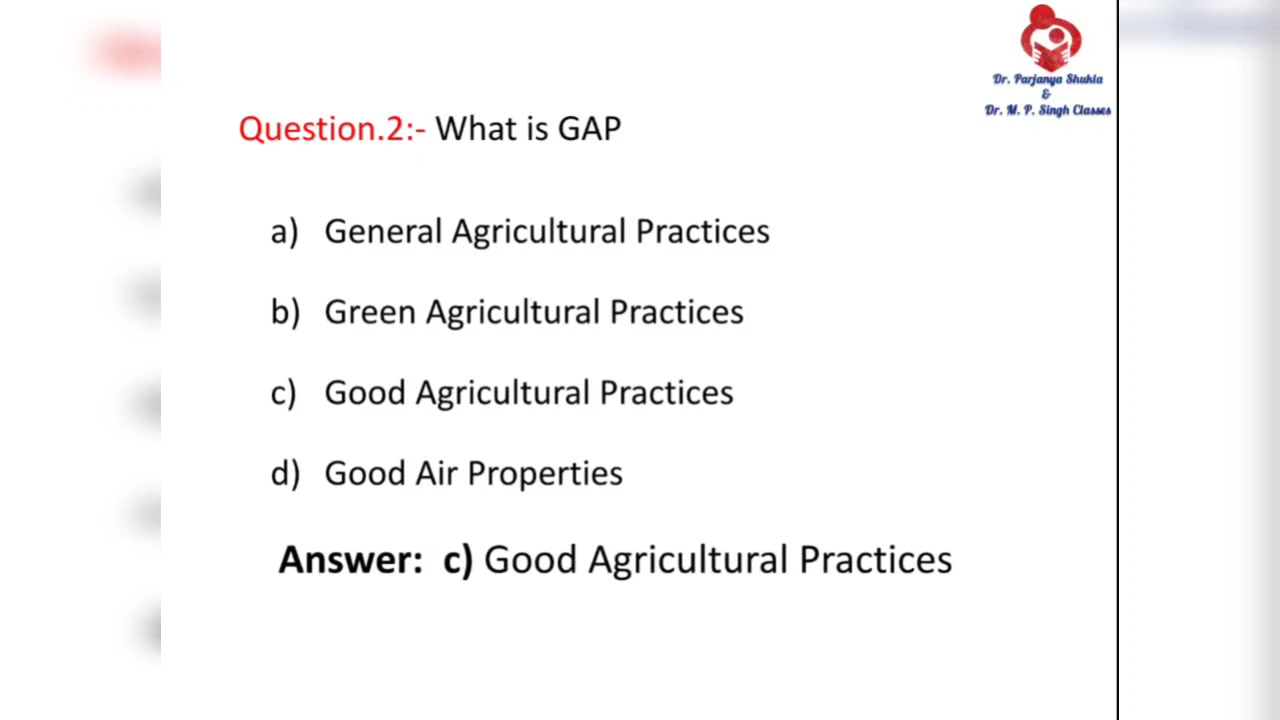 Dr. Parjanya Shukla
&
Dr. M. P. Singh Classes
Question.2:- What is GAP
a) General Agricultural Practices
b) Green Agricultural Practices
c) Good Agricultural Practices
d) Good Air Properties
Answer: c) Good Agricultural Practices